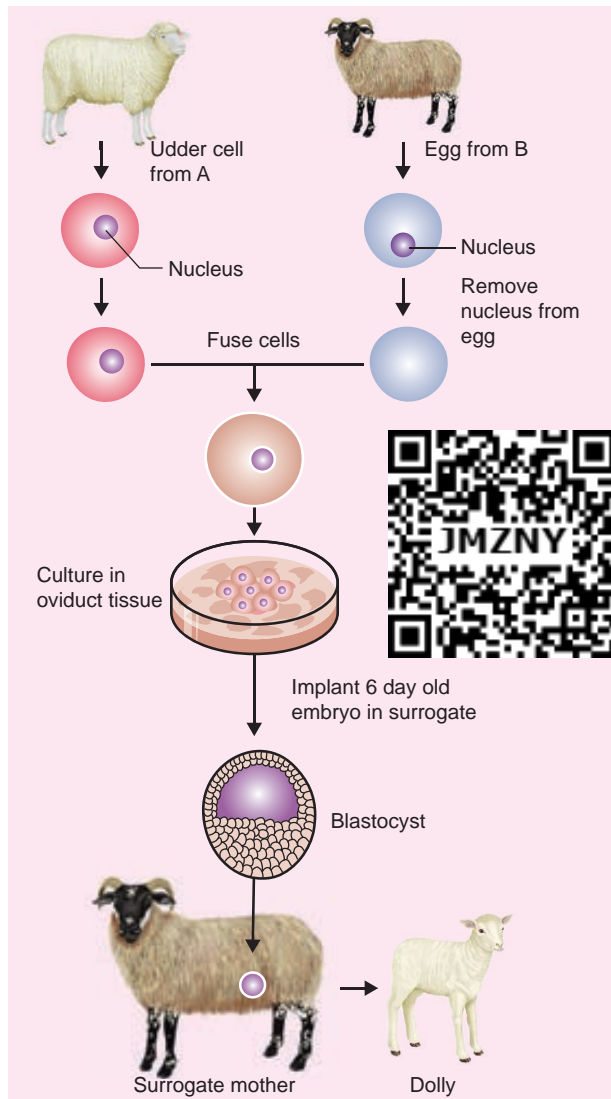 Udder cell
from A
Egg from B
Nucleus
Nucleus
Remove
nucleus from
egg
Fuse cells
JMZNY
Culture in
oviduct tissue
Implant 6 day old
embryo in surrogate
Blastocyst
Surrogate mother
Dolly